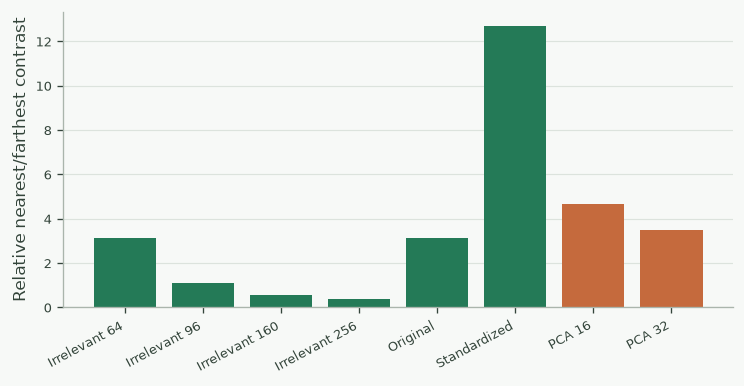 Relative nearest/farthest contrast
12
10
8
6
4
2
0
Irrelevant 64
Irrelevant 96
Irrelevant 160
Irrelevant 256
Original
Standardized
PCA 16
PCA 32